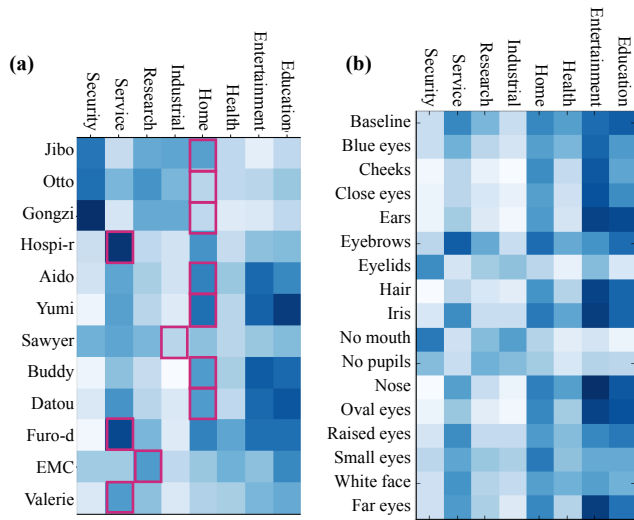 (a)
Security
Service
Research
Industrial
Home
Health
Entertainment
Education
Jibo
Otto
Gongzi
Hospi-r
Aido
Yumi
Sawyer
Buddy
Datou
Furo-d
EMC
Valerie
(b)
Security
Service
Research
Industrial
Home
Health
Entertainment
Education
Baseline
Blue eyes
Cheeks
Close eyes
Ears
Eyebrows
Eyelids
Hair
Iris
No mouth
No pupils
Nose
Oval eyes
Raised eyes
Small eyes
White face
Far eyes